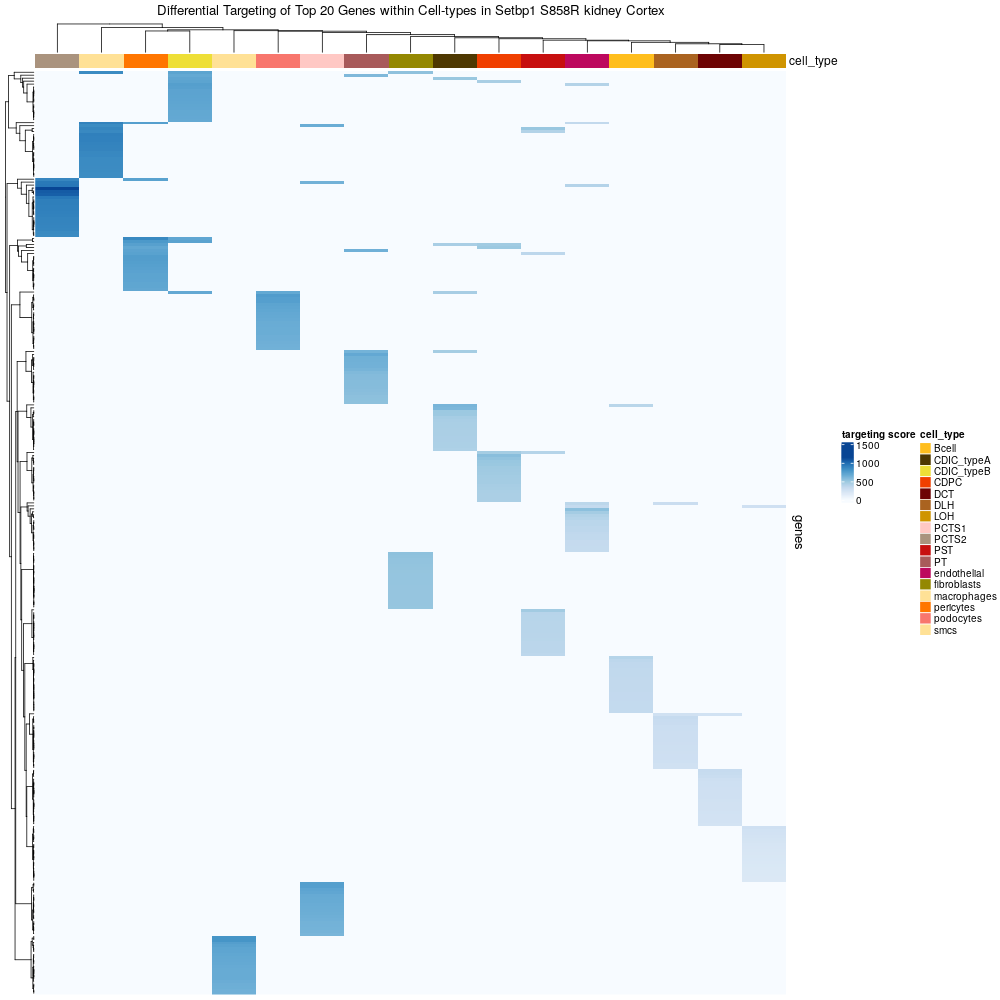 Differential Targeting of Top 20 Genes within Cell-types in Setbp1 S858R kidney Cortex
cell_type
genes
targeting score
1500
1000
500
0
cell_type
Bcell
CDIC_typeA
CDIC_typeB
CDPC
DCT
DLH
LOH
PCTS1
PCTS2
PST
PT
endothelial
fibroblasts
macrophages
pericytes
podocytes
smcs